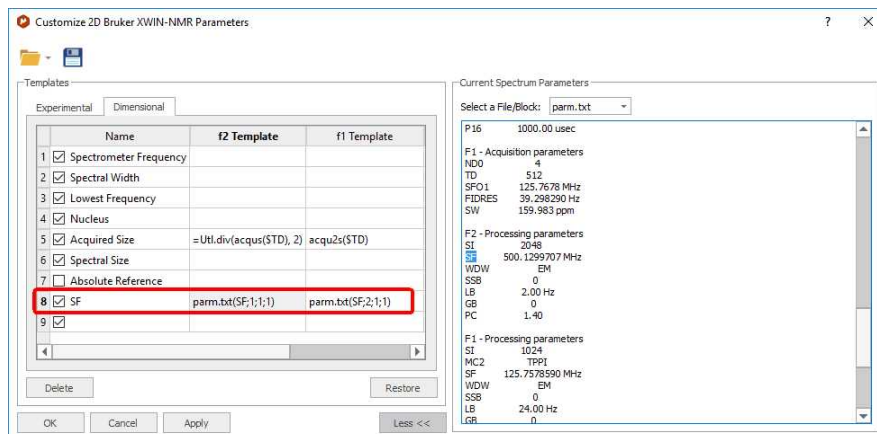 Customize 2D Bruker XWIN-NMR Parameters
? X
Templates
Experimental Dimensional
Name f2 Template f1 Template
1 Spectrometer Frequency
2 Spectral Width
3 Lowest Frequency
4 Nucleus
5 Acquired Size =Utl.div(acqus($TD), 2) acqu2s($TD)
6 Spectral Size
7 Absolute Reference
8 SF parm.txt(SF;1;1;1) parm.txt(SF;2;1;1)
9
Delete Restore
OK Cancel Apply Less <<
Current Spectrum Parameters
Select a File/Block: parm.txt
P16 1000.00 usec
F1 - Acquisition parameters
ND0 4
TD 512
SFO1 125.7678 MHz
FIDRES 39.298290 Hz
SW 159.983 ppm
F2 - Processing parameters
SI 2048
SF 500.1299707 MHz
WDW EM
SSB 0
LB 2.00 Hz
GB 0
PC 1.40
F1 - Processing parameters
SI 1024
MC2 TPPI
SF 125.7578590 MHz
WDW EM
SSB 0
LB 24.00 Hz
GB 0